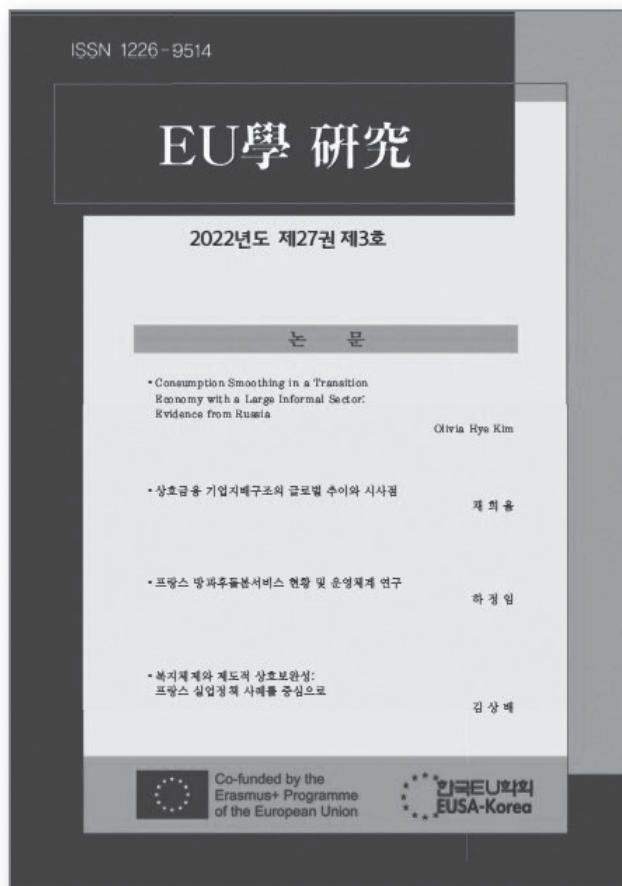 ISSN 1226-9514
EU學 研究
2022년도 제27권 제3호
논 문
• Consumption Smoothing in a Transition
Economy with a Large Informal Sector:
Evidence from Russia
Olivia Hye Kim
• 상호금융 기업지배구조의 글로벌 추이와 시사점
채 희 율
• 프랑스 방과후돌봄서비스 현황 및 운영체계 연구
하 정 임
• 복지체제와 제도적 상호보완성:
프랑스 실업정책 사례를 중심으로
김 상 배
Co-funded by the
Erasmus+ Programme
of the European Union
한국EU학회
EUSA-Korea